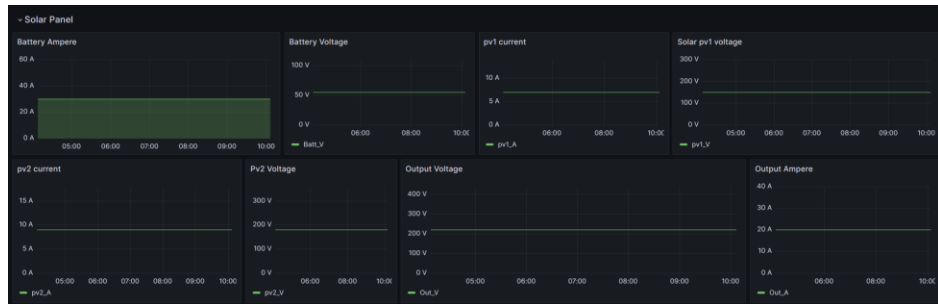 Solar Panel
Battery Ampere
60 A
40 A
20 A
0 A
05:00 06:00 07:00 08:00 09:00 10:00
Battery Voltage
100 V
50 V
0 V
06:00 08:00 10:00
Batt_V
pv1 current
10 A
5 A
0 A
06:00 08:00 10:00
pv1_A
Solar pv1 voltage
300 V
200 V
100 V
0 V
05:00 06:00 07:00 08:00 09:00 10:00
pv1_V
pv2 current
15 A
10 A
5 A
0 A
05:00 06:00 07:00 08:00 09:00 10:00
pv2_A
Pv2 Voltage
300 V
200 V
100 V
0 V
06:00 08:00 10:00
pv2_V
Output Voltage
400 V
300 V
200 V
100 V
0 V
05:00 06:00 07:00 08:00 09:00 10:00
Out_V
Output Ampere
40 A
30 A
20 A
10 A
0 A
06:00 08:00 10:00
Out_A